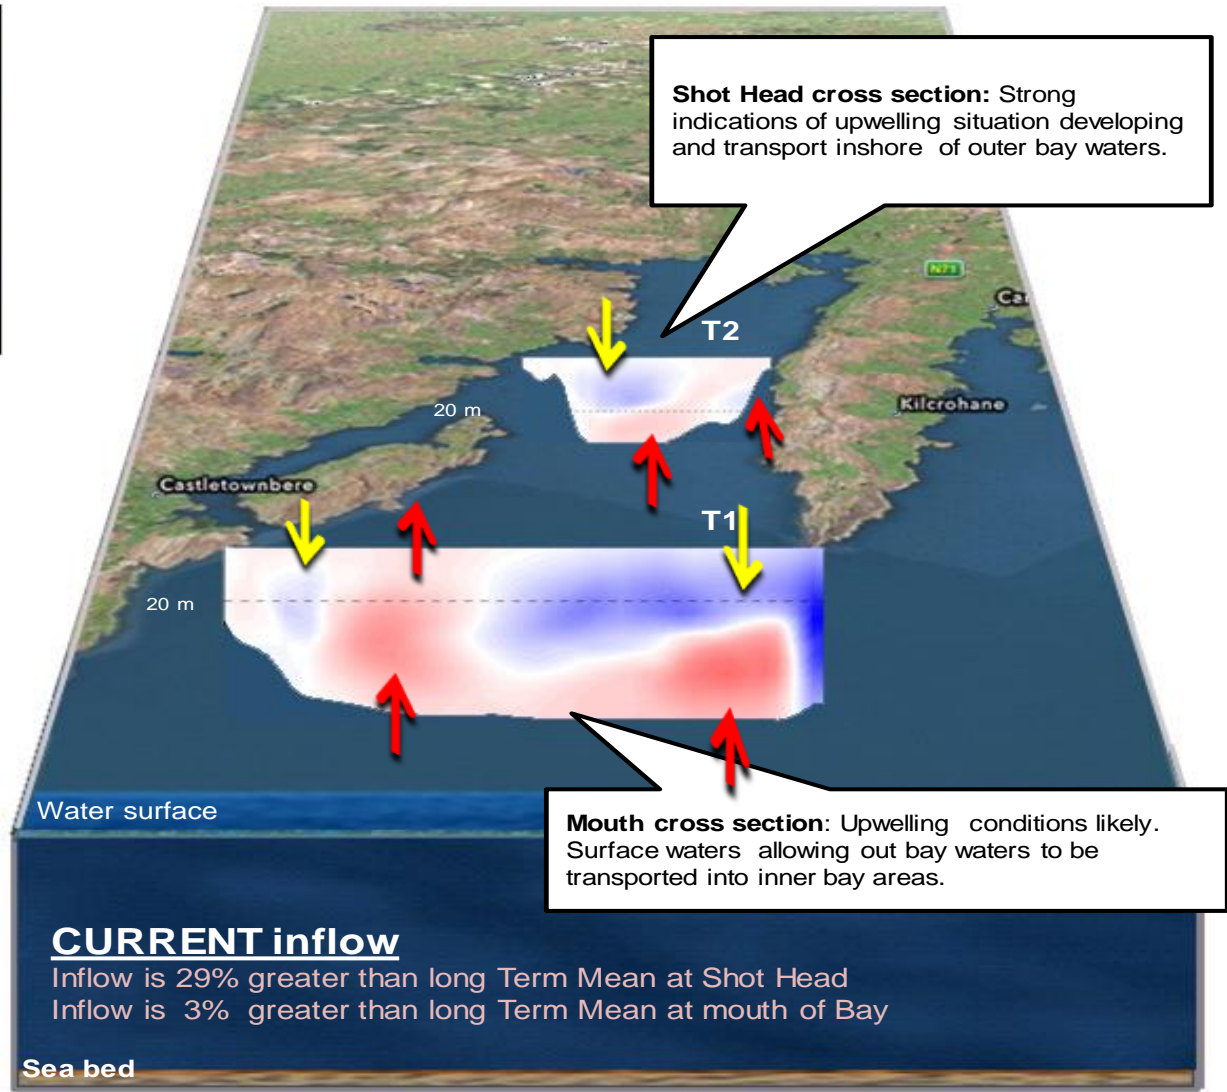 Shot Head cross section: Strong
indications of upwelling situation developing
and transport inshore of outer bay waters.
N71
Ca
T2
Kilcrohane
20 m
Castletownbere
T1
20 m
Water surface
Mouth cross section: Upwelling conditions likely.
Surface waters allowing out bay waters to be
transported into inner bay areas.
CURRENT inflow
Inflow is 29% greater than long Term Mean at Shot Head
Inflow is 3% greater than long Term Mean at mouth of Bay
Sea bed